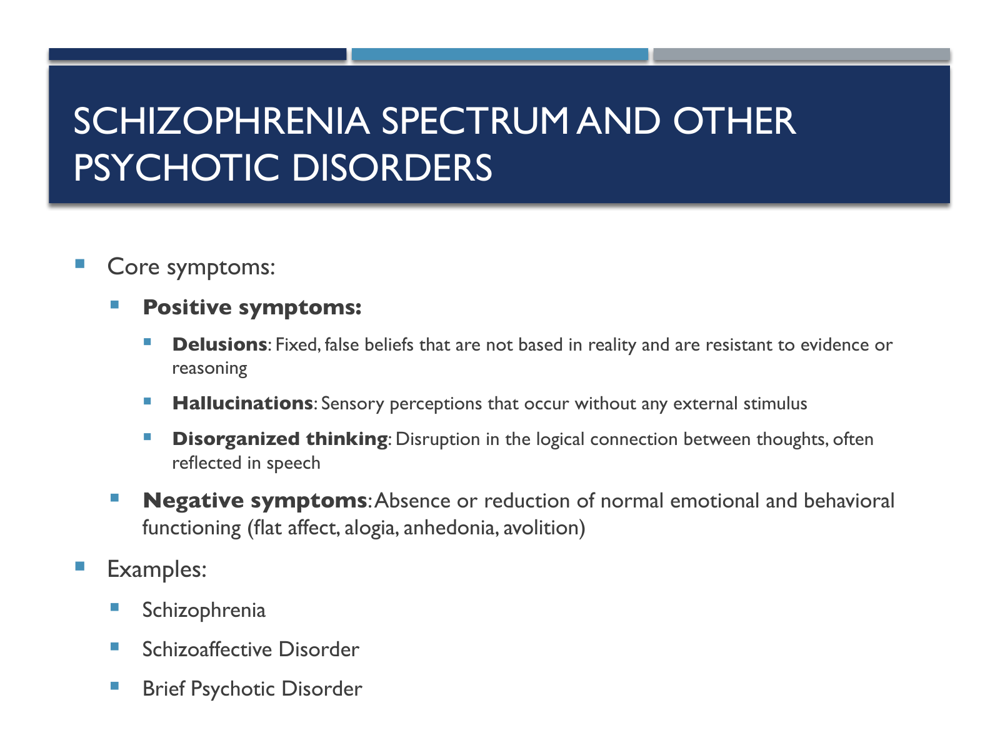 SCHIZOPHRENIA SPECTRUM AND OTHER
PSYCHOTIC DISORDERS
Core symptoms:
Positive symptoms:
Delusions: Fixed, false beliefs that are not based in reality and are resistant to evidence or
reasoning
Hallucinations: Sensory perceptions that occur without any external stimulus
Disorganized thinking: Disruption in the logical connection between thoughts, often
reflected in speech
Negative symptoms: Absence or reduction of normal emotional and behavioral
functioning (flat affect, alogia, anhedonia, avolition)
Examples:
Schizophrenia
Schizoaffective Disorder
Brief Psychotic Disorder